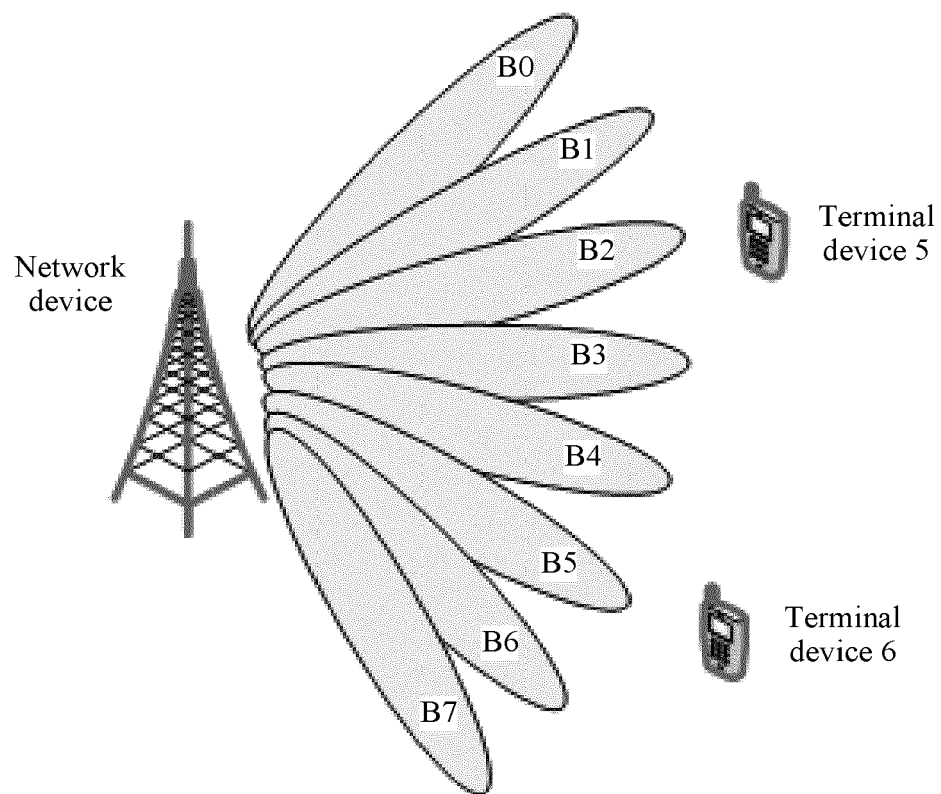 B0
B1
B2
Terminal
device 5
Network
device
B3
B4
B5
Terminal
device 6
B6
B7